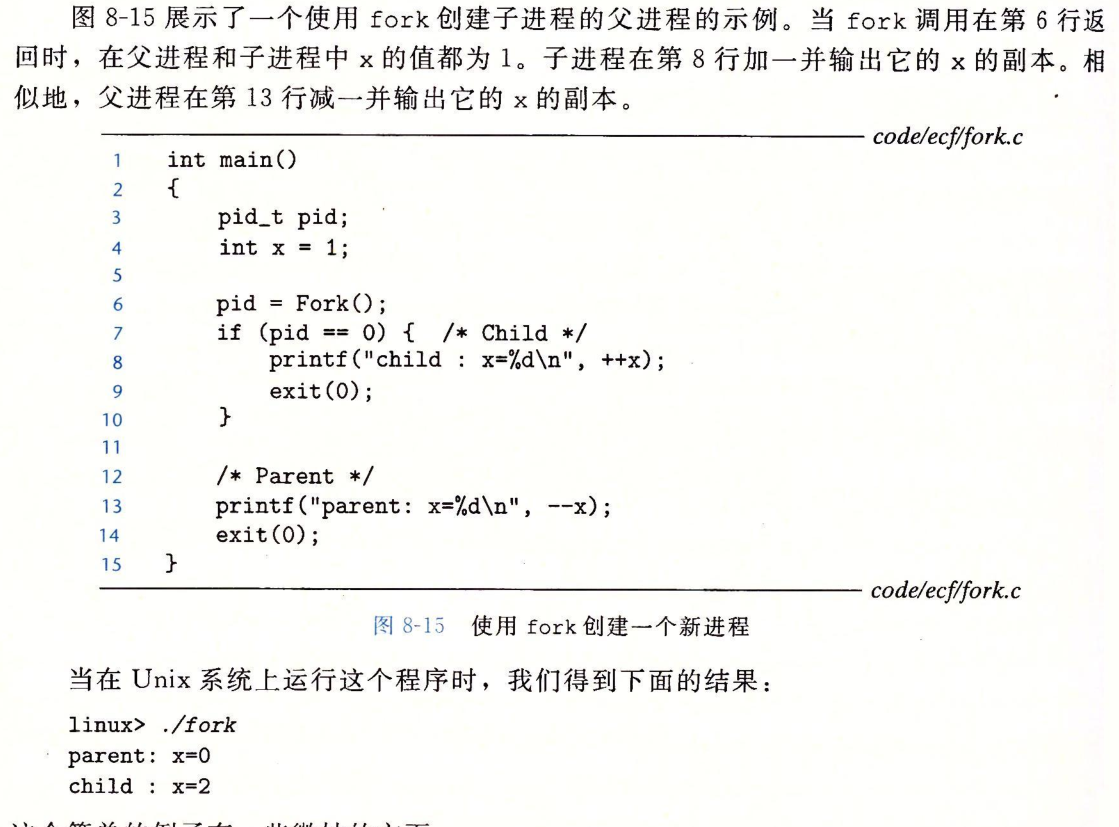 图 8-15 展示了一个使用 fork 创建子进程的父进程的示例。当 fork 调用在第 6 行返
回时，在父进程和子进程中 x 的值都为 1。子进程在第 8 行加一并输出它的 x 的副本。相
似地，父进程在第 13 行减一并输出它的 x 的副本。
code/ecf/fork.c
1 int main()
2 {
3     pid_t pid;
4     int x = 1;
5
6     pid = Fork();
7     if (pid == 0) {  /* Child */
8         printf("child : x=%d\n", ++x);
9         exit(0);
10     }
11
12     /* Parent */
13     printf("parent: x=%d\n", --x);
14     exit(0);
15 }
code/ecf/fork.c
图 8-15 使用 fork 创建一个新进程
当在 Unix 系统上运行这个程序时，我们得到下面的结果：
linux> ./fork
parent: x=0
child : x=2